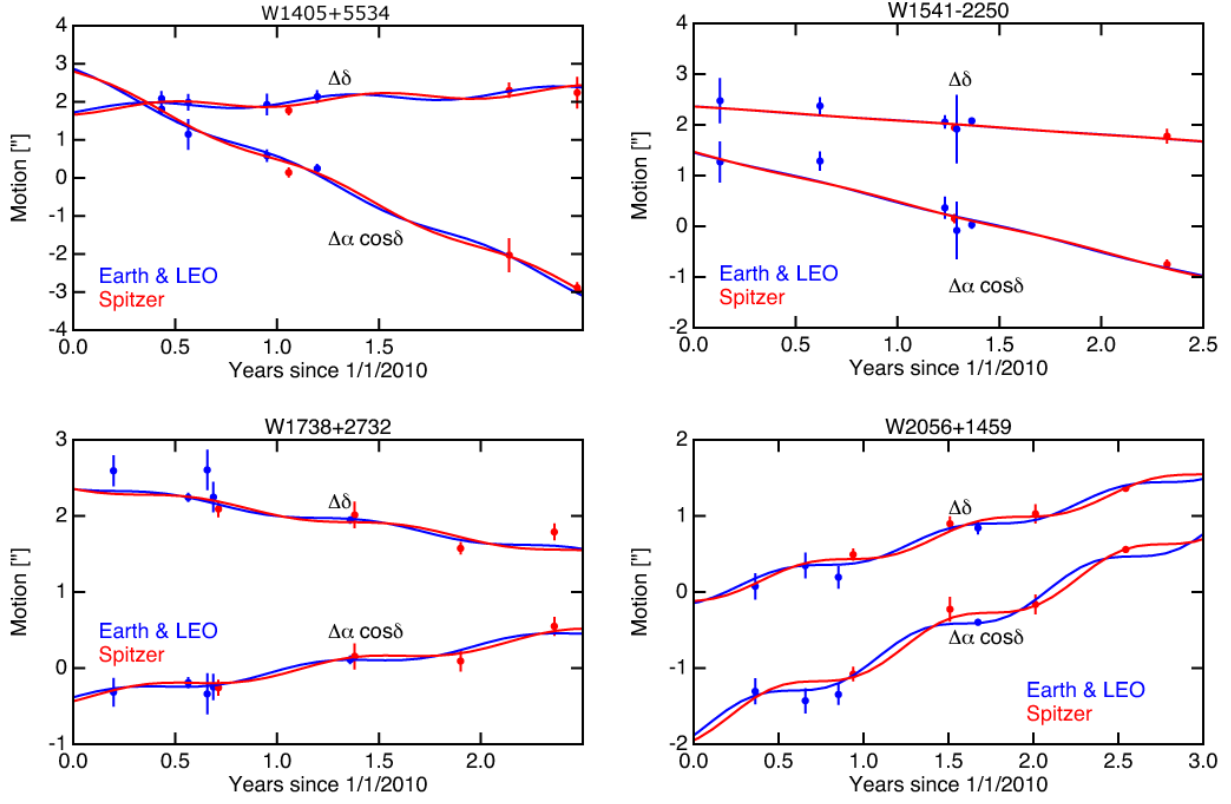 W1405+5534
4
3
2
1
0
-1
-2
-3
-4
Motion ["]
Δδ
Δα cosδ
Earth & LEO
Spitzer
0.0 0.5 1.0 1.5
Years since 1/1/2010
W1541-2250
4
3
2
1
0
-1
-2
Motion ["]
Δδ
Δα cosδ
Earth & LEO
Spitzer
0.0 0.5 1.0 1.5 2.0 2.5
Years since 1/1/2010
W1738+2732
3
2
1
0
-1
Motion ["]
Δδ
Δα cosδ
Earth & LEO
Spitzer
0.0 0.5 1.0 1.5 2.0
Years since 1/1/2010
W2056+1459
2
1
0
-1
-2
Motion ["]
Δδ
Δα cosδ
Earth & LEO
Spitzer
0.0 0.5 1.0 1.5 2.0 2.5 3.0
Years since 1/1/2010